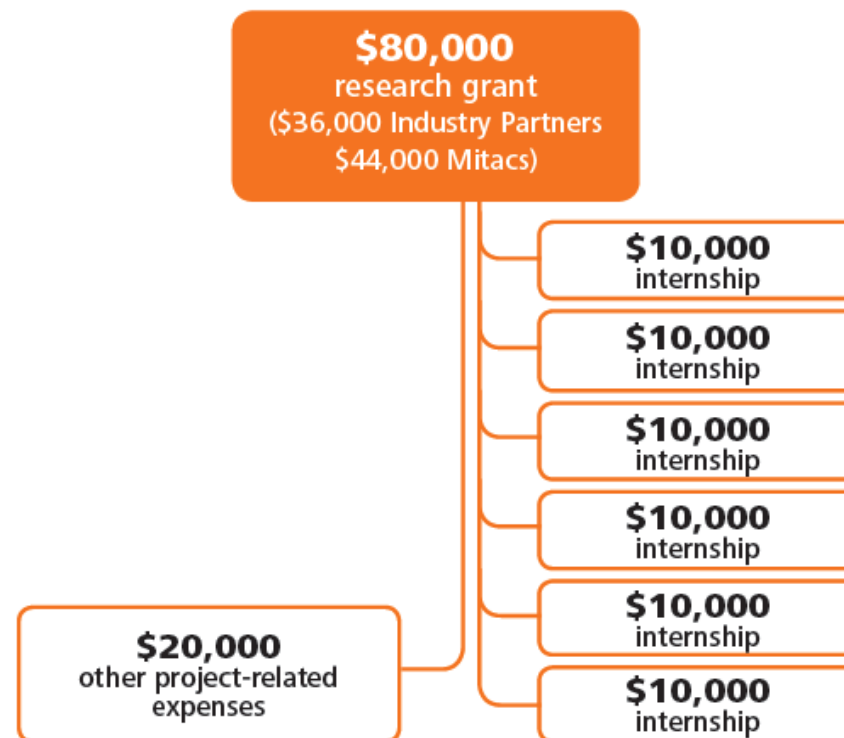 $80,000
research grant
($36,000 Industry Partners
$44,000 Mitacs)
$10,000
internship
$10,000
internship
$10,000
internship
$10,000
internship
$10,000
internship
$10,000
internship
$20,000
other project-related
expenses